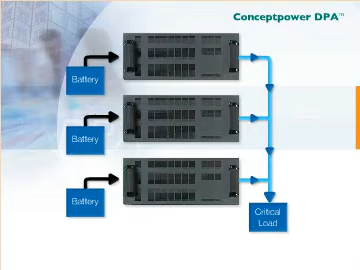 Conceptpower DPA™
Battery
Battery
Battery
Critical
Load